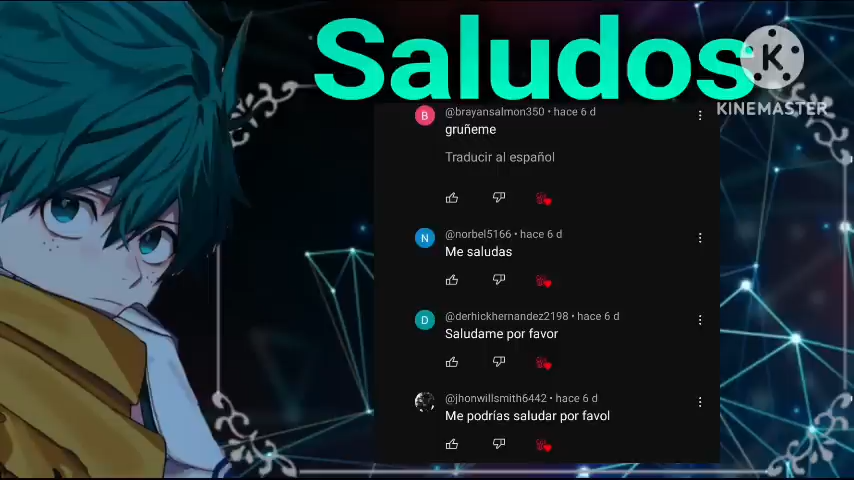 Saludos
K
KINEMASTER
B
@brayansalmon350 • hace 6 d
gruñeme
Traducir al español
N
@norbel5166 • hace 6 d
Me saludas
D
@derhickhernandez2198 • hace 6 d
Saludame por favor
@jhonwillsmith6442 • hace 6 d
Me podrías saludar por favol